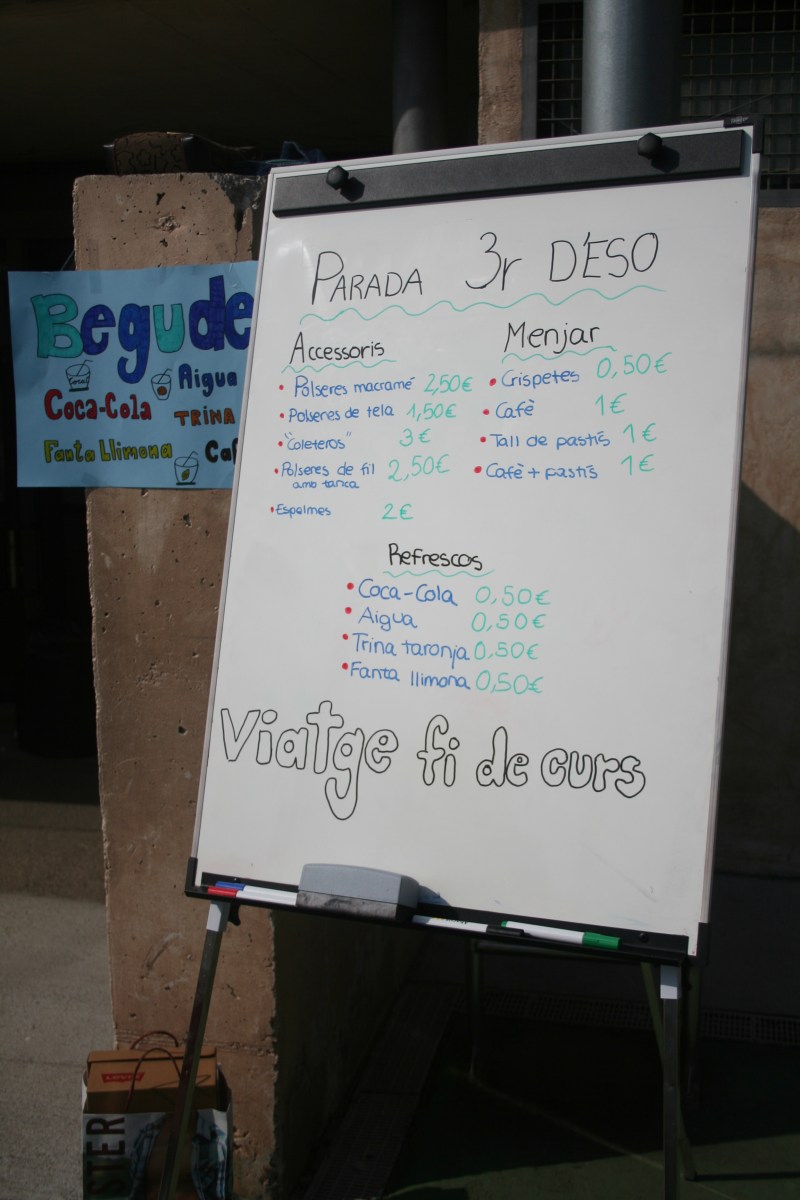 Begude
Aigua
Coca-Cola
TRINA
Fanta Llimona
PARADA 3r D'ESO
Accessoris
• Polseres macramé 2,50€
• Polseres de tela 1,50€
• "Coleteros" 3€
• Polseres de fil 2,50€
amb tanca
• Espelmes 2€
Menjar
• Crispetes 0,50€
• Cafè 1€
• Tall de pastís 1€
• Cafè + pastís 1€
Refrescos
• Coca-Cola 0,50€
• Aigua 0,50€
• Trina taronja 0,50€
• Fanta llimona 0,50€
Viatge fi de curs
Levi's
STER